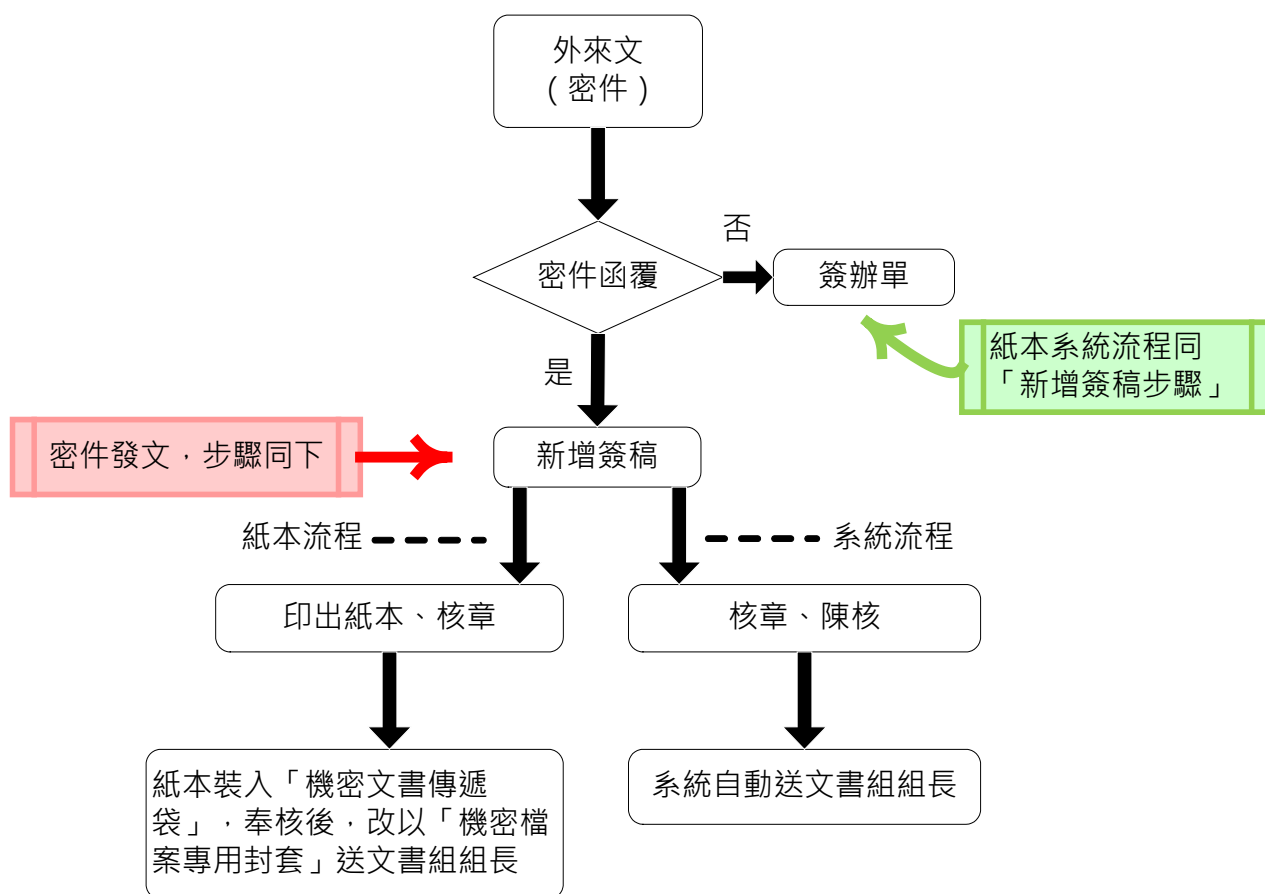 外來文
（密件）
否
密件函覆
簽辦單
紙本系統流程同
「新增簽稿步驟」
是
密件發文，步驟同下
新增簽稿
紙本流程
系統流程
印出紙本、核章
核章、陳核
紙本裝入「機密文書傳遞
袋」，奉核後，改以「機密檔
案專用封套」送文書組組長
系統自動送文書組組長